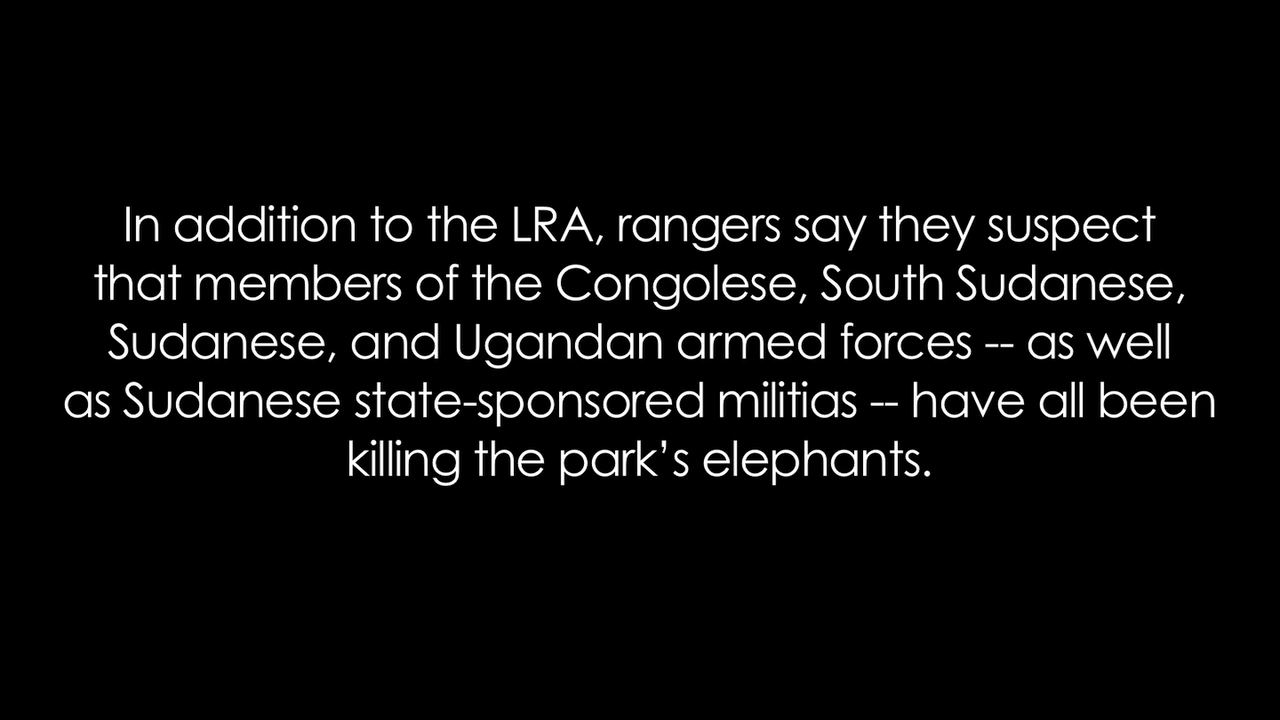 In addition to the LRA, rangers say they suspect
that members of the Congolese, South Sudanese,
Sudanese, and Ugandan armed forces -- as well
as Sudanese state-sponsored militias -- have all been
killing the park’s elephants.